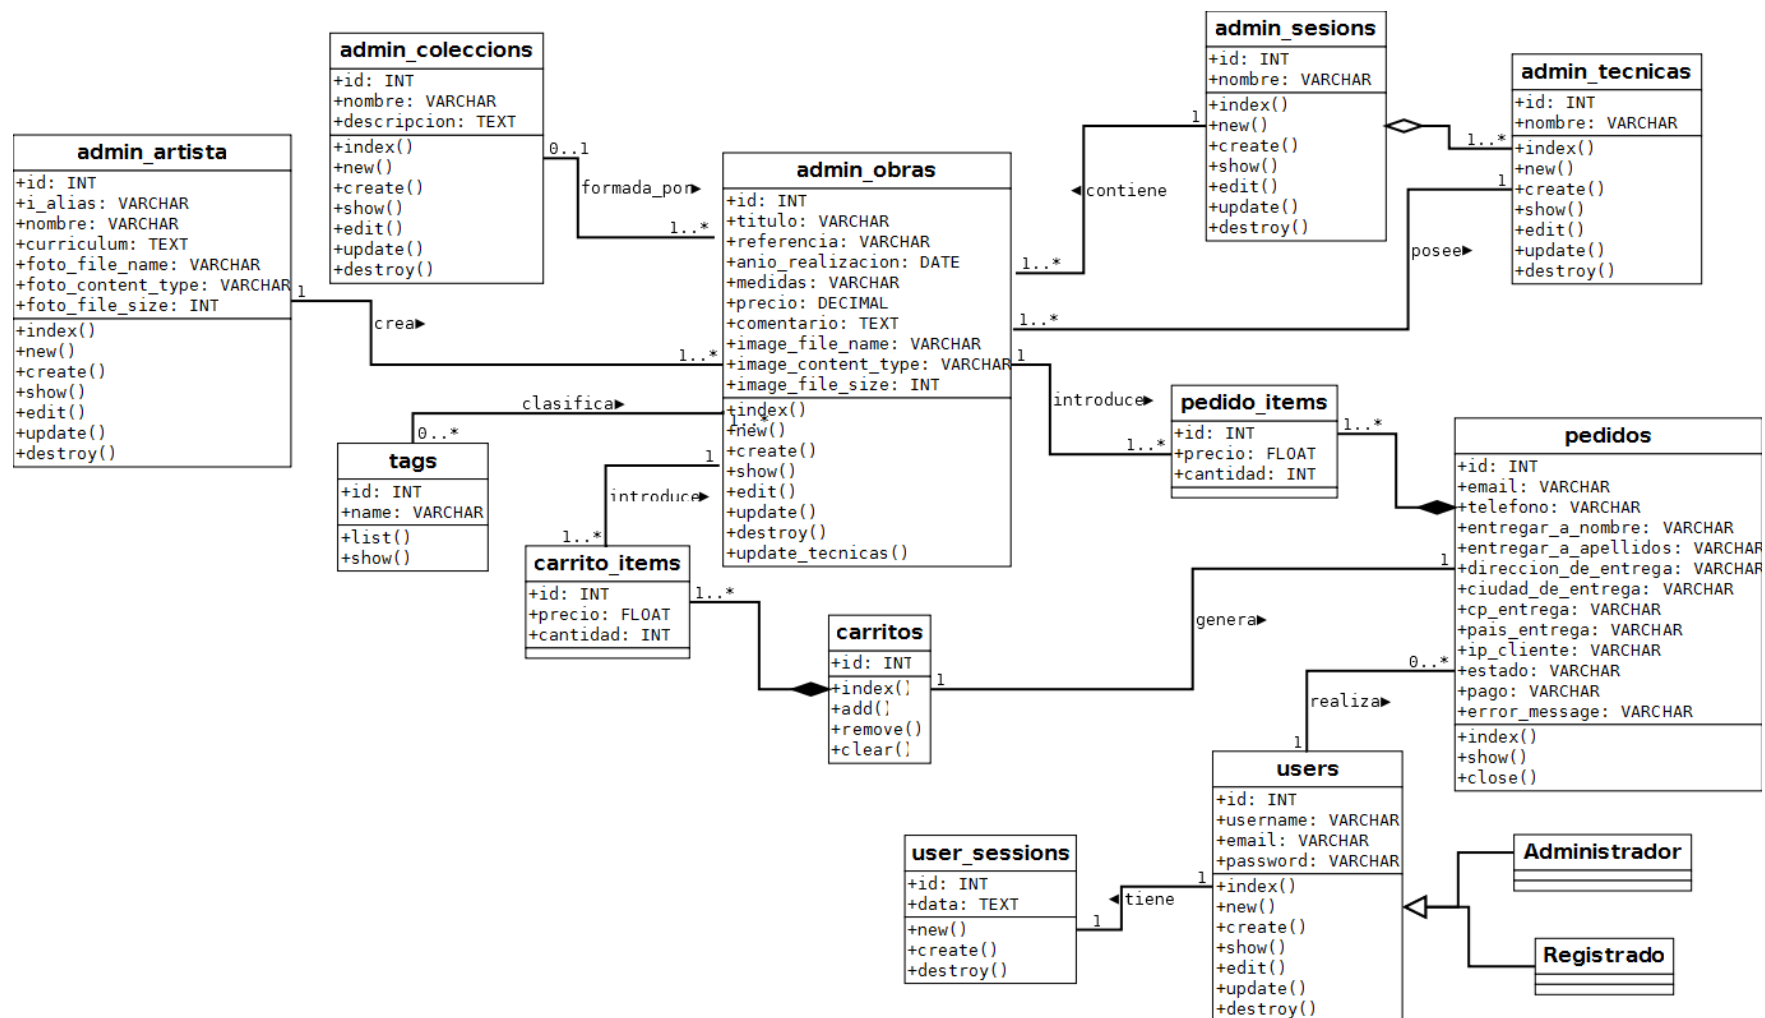 admin_coleccions
+id: INT
+nombre: VARCHAR
+descripcion: TEXT
+index()
+new()
+create()
+show()
+edit()
+update()
+destroy()
admin_sesions
+id: INT
+nombre: VARCHAR
+index()
+new()
+create()
+show()
+edit()
+update()
+destroy()
admin_tecnicas
+id: INT
+nombre: VARCHAR
+index()
+new()
+create()
+show()
+edit()
+update()
+destroy()
admin_artista
+id: INT
+i_alias: VARCHAR
+nombre: VARCHAR
+curriculum: TEXT
+foto_file_name: VARCHAR
+foto_content_type: VARCHAR
+foto_file_size: INT
+index()
+new()
+create()
+show()
+edit()
+update()
+destroy()
admin_obras
+id: INT
+titulo: VARCHAR
+referencia: VARCHAR
+anio_realizacion: DATE
+medidas: VARCHAR
+precio: DECIMAL
+comentario: TEXT
+image_file_name: VARCHAR
+image_content_type: VARCHAR
+image_file_size: INT
+index()
+new()
+create()
+show()
+edit()
+update()
+destroy()
+update_tecnicas()
0..1
formada_por►
1..*
1
◄contiene
1..*
1..*
1
posee►
1..*
1
crea►
1..*
clasifica►
0..*
1..*
tags
+id: INT
+name: VARCHAR
+list()
+show()
1
introduce►
1..*
carrito_items
+id: INT
+precio: FLOAT
+cantidad: INT
1..*
carritos
+id: INT
+index()
+add()
+remove()
+clear()
1
introduce►
1..*
pedido_items
+id: INT
+precio: FLOAT
+cantidad: INT
1..*
pedidos
+id: INT
+email: VARCHAR
+telefono: VARCHAR
+entregar_a_nombre: VARCHAR
+entregar_a_apellidos: VARCHAR
+direccion_de_entrega: VARCHAR
+ciudad_de_entrega: VARCHAR
+cp_entrega: VARCHAR
+pais_entrega: VARCHAR
+ip_cliente: VARCHAR
+estado: VARCHAR
+pago: VARCHAR
+error_message: VARCHAR
+index()
+show()
+close()
1
genera►
1
0..*
realiza►
1
users
+id: INT
+username: VARCHAR
+email: VARCHAR
+password: VARCHAR
+index()
+new()
+create()
+show()
+edit()
+update()
+destroy()
1
◄tiene
1
user_sessions
+id: INT
+data: TEXT
+new()
+create()
+destroy()
Administrador
Registrado